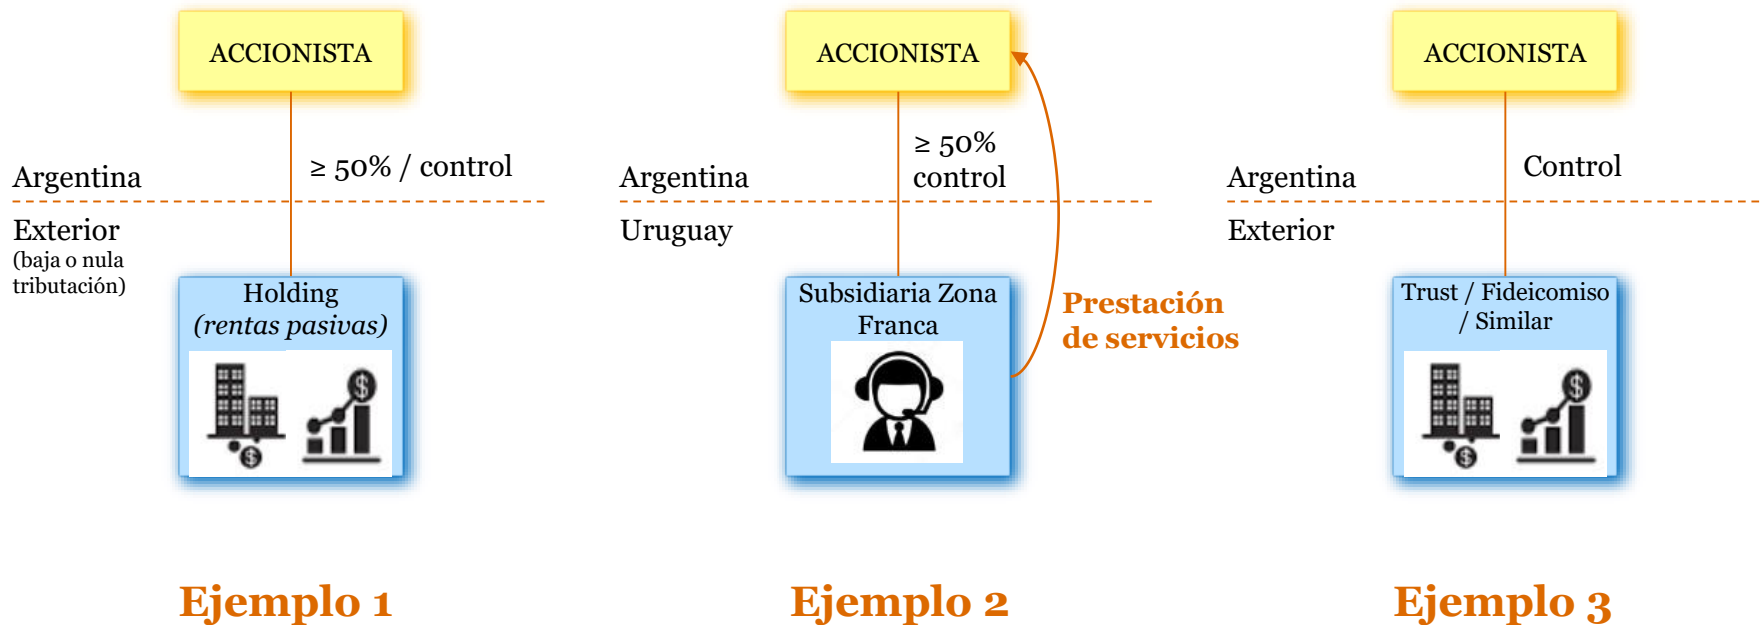 ACCIONISTA
≥ 50% / control
Argentina
Exterior
(baja o nula
tributación)
Holding
(rentas pasivas)
$
$
Ejemplo 1
ACCIONISTA
≥ 50%
control
Argentina
Uruguay
Subsidiaria Zona
Franca
Prestación
de servicios
Ejemplo 2
ACCIONISTA
Control
Argentina
Exterior
Trust / Fideicomiso
/ Similar
$
$
Ejemplo 3